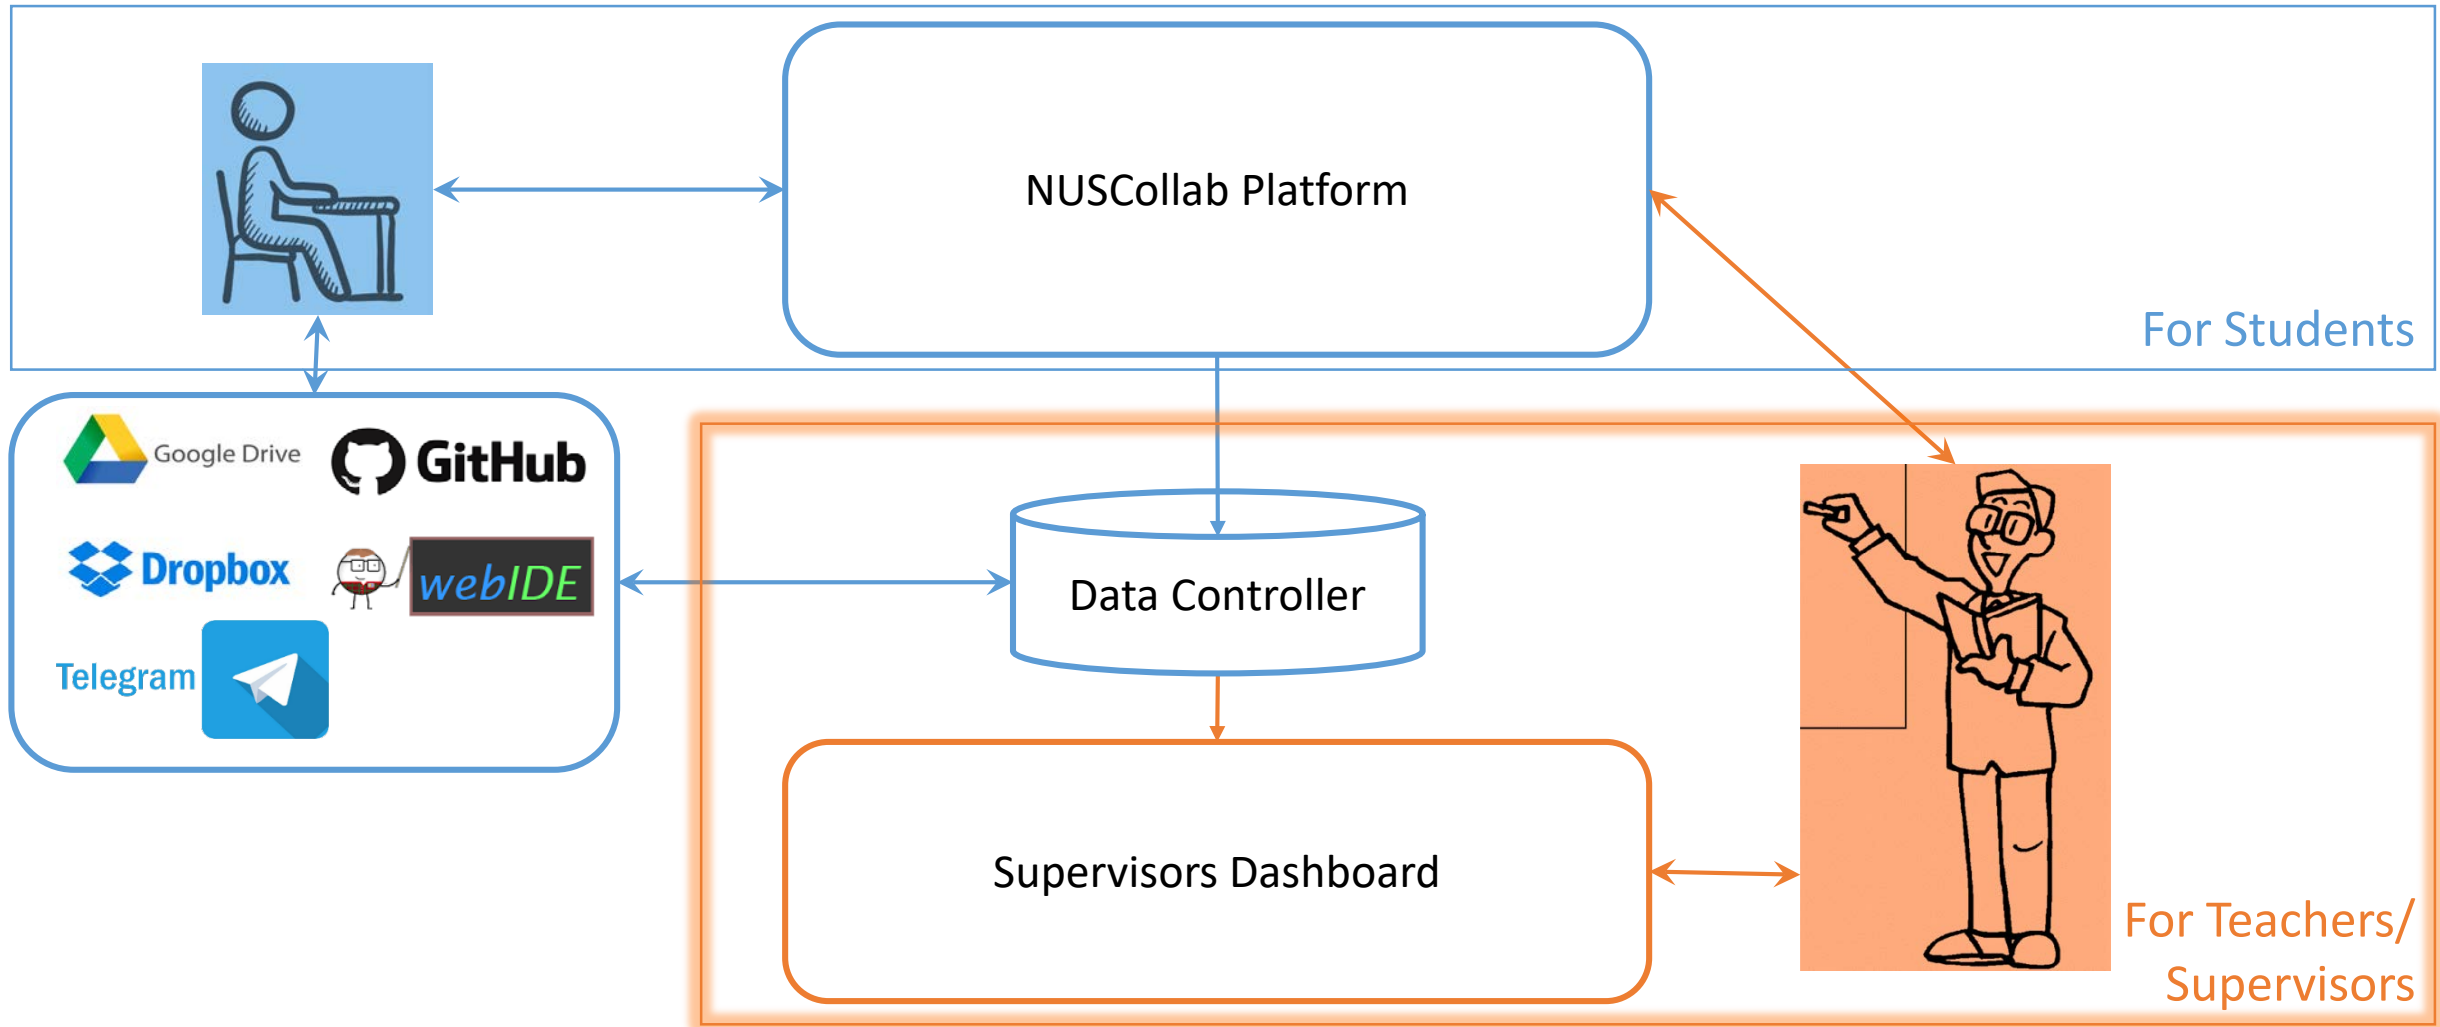 NUSCollab Platform
For Students
Google Drive
GitHub
Dropbox
webIDE
Telegram
Data Controller
Supervisors Dashboard
For Teachers/
Supervisors